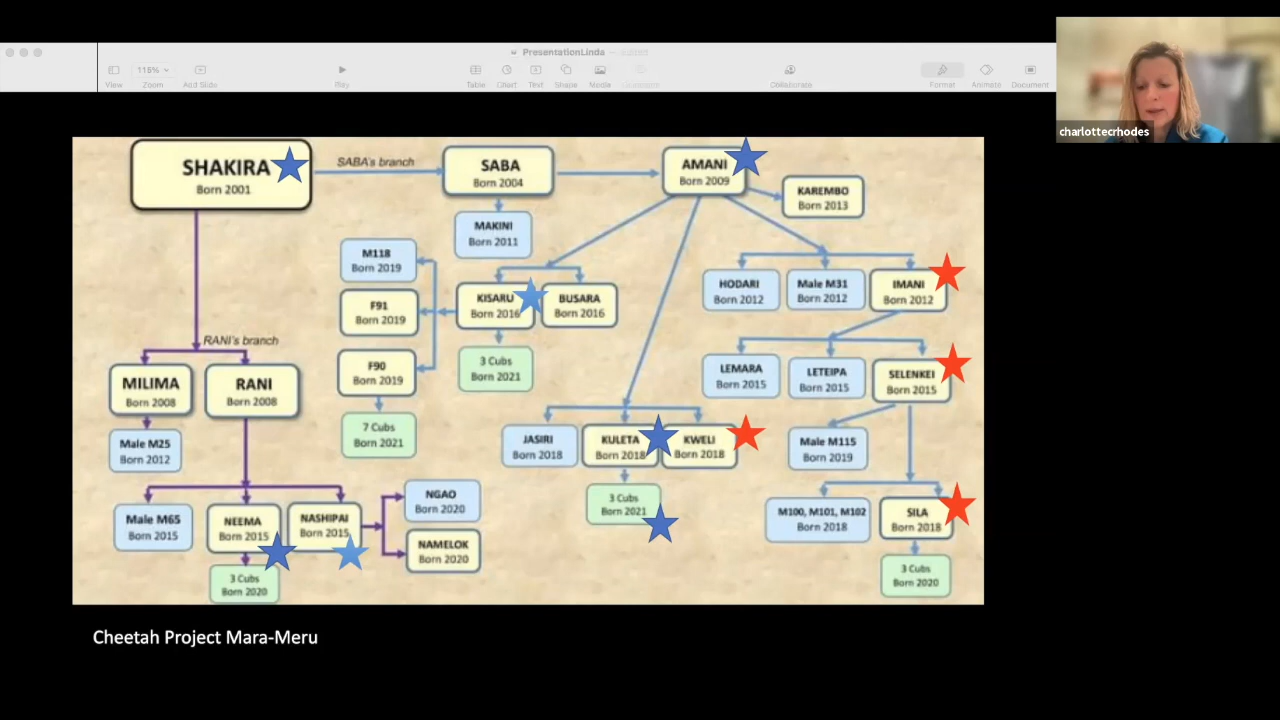 PresentationLinda
115%
View
Zoom
Add Slide
Play
Table
Chart
Text
Shape
Media
Collaborate
Format
Animate
Document
charlottecrhodes
SHAKIRA
Born 2001
SABA's branch
SABA
Born 2004
AMANI
Born 2009
KAREMBO
Born 2013
MAKINI
Born 2011
M118
Born 2019
F91
Born 2019
KISARU
Born 2016
BUSARA
Born 2016
HODARI
Born 2012
Male M31
Born 2012
IMANI
Born 2012
RANI's branch
F90
Born 2019
3 Cubs
Born 2021
LEMARA
Born 2015
LETEIPA
Born 2015
SELENKEI
Born 2015
MILIMA
Born 2008
RANI
Born 2008
7 Cubs
Born 2021
Male M25
Born 2012
JASIRI
Born 2018
KULETA
Born 2018
KWELI
Born 2018
Male M115
Born 2019
Male M65
Born 2015
NEEMA
Born 2015
NASHIPAI
Born 2015
NGAO
Born 2020
NAMELOK
Born 2020
3 Cubs
Born 2021
M100, M101, M102
Born 2018
SILA
Born 2018
3 Cubs
Born 2020
3 Cubs
Born 2020
Cheetah Project Mara-Meru